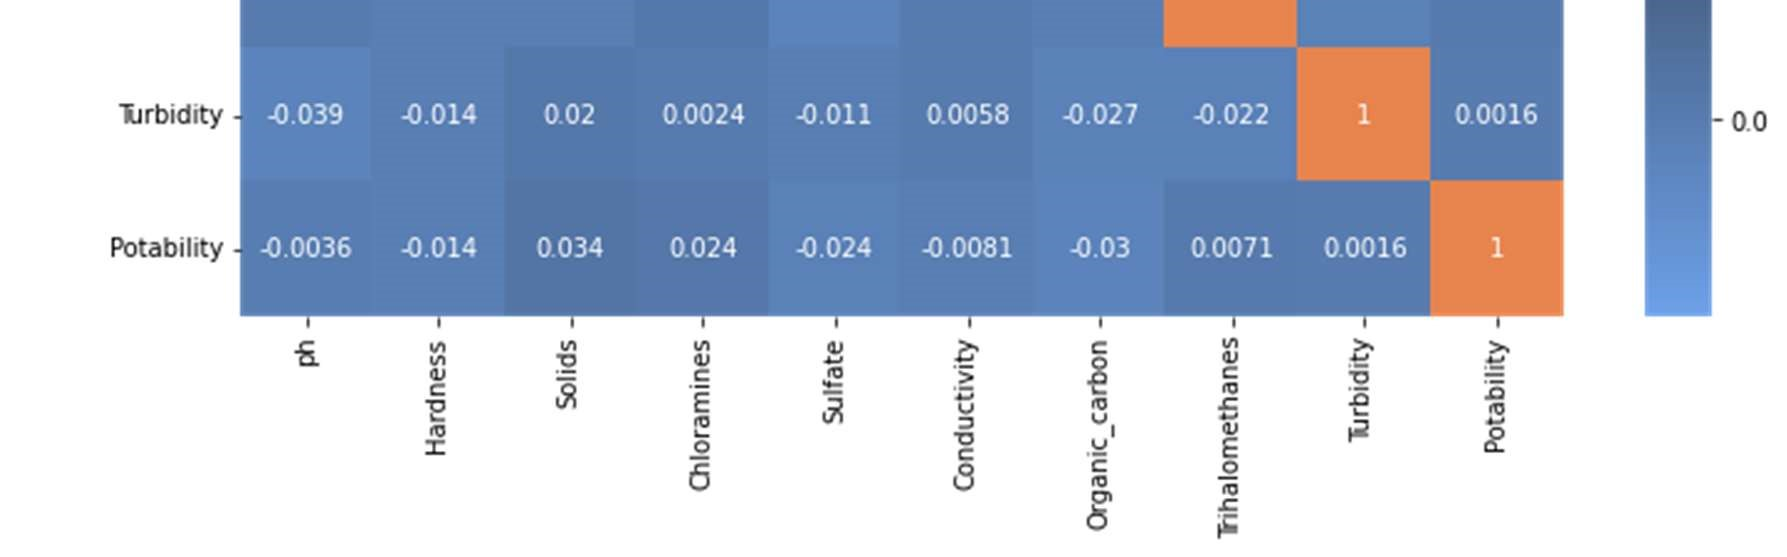 Turbidity -0.039 -0.014 0.02 0.0024 -0.011 0.0058 -0.027 -0.022 1 0.0016 0.0
Potability -0.0036 -0.014 0.034 0.024 -0.024 -0.0081 -0.03 0.0071 0.0016 1
ph
Hardness
Solids
Chloramines
Sulfate
Conductivity
Organic_carbon
Trihalomethanes
Turbidity
Potability